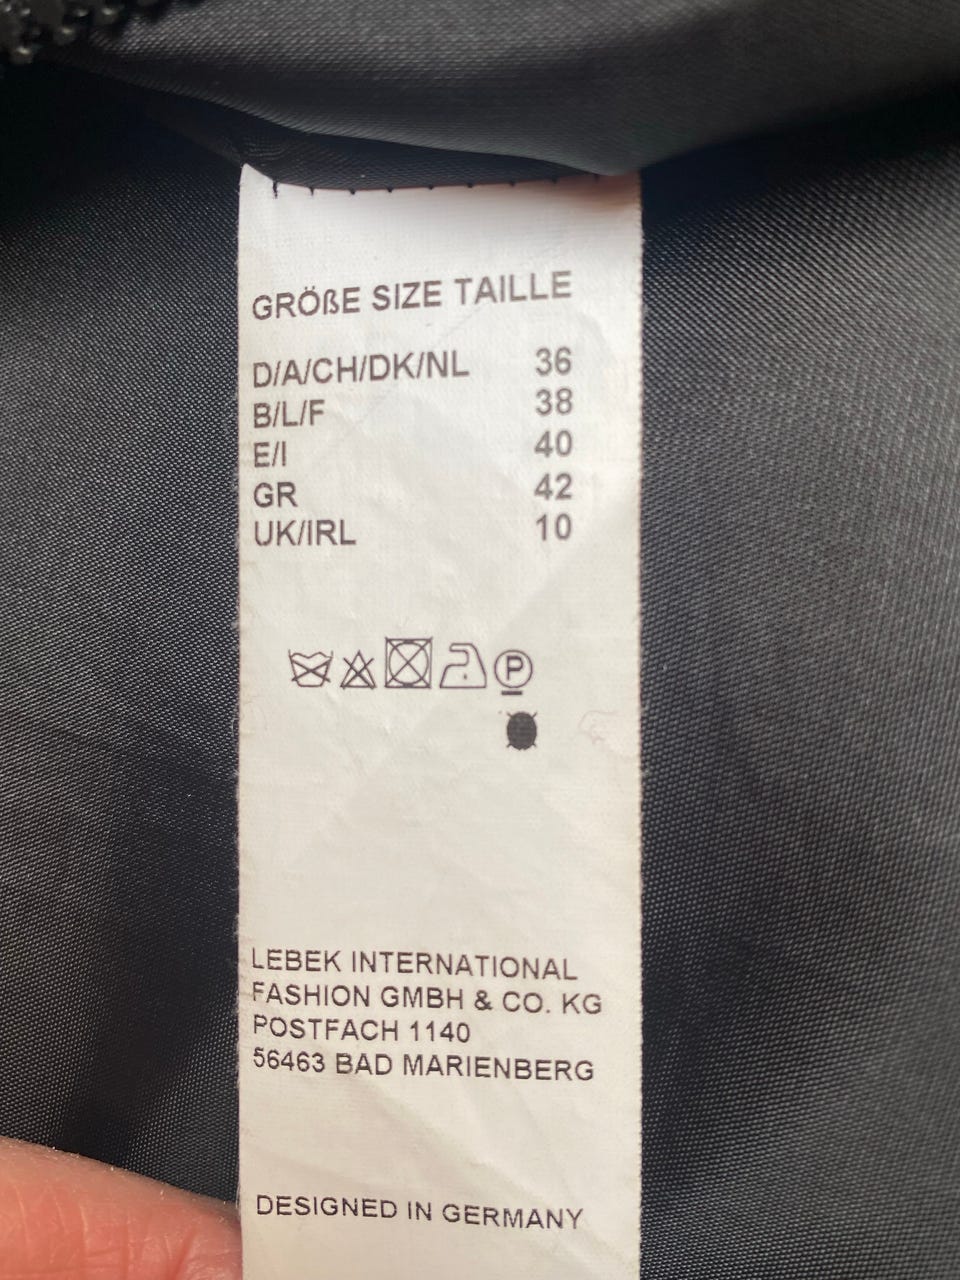 GRÖßE SIZE TAILLE
D/A/CH/DK/NL 36
B/L/F 38
E/I 40
GR 42
UK/IRL 10
P
LEBEK INTERNATIONAL
FASHION GMBH & CO. KG
POSTFACH 1140
56463 BAD MARIENBERG
DESIGNED IN GERMANY